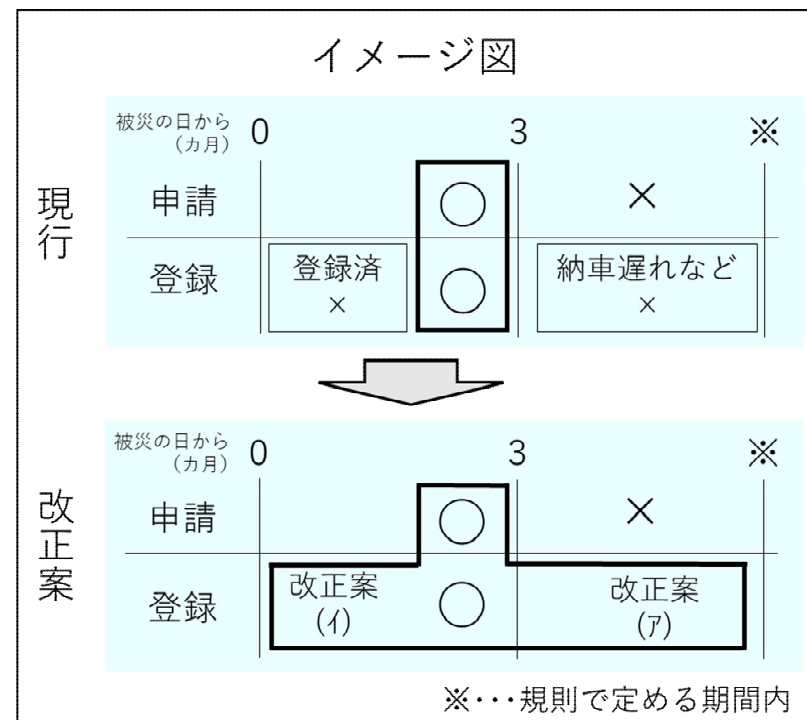 イメージ図
現行
被災の日から
(カ月)
0
3
※
申請
○
×
登録
登録済
×
○
納車遅れなど
×
改正案
被災の日から
(カ月)
0
3
※
申請
○
×
登録
改正案
(イ)
○
改正案
(ア)
※･･･規則で定める期間内